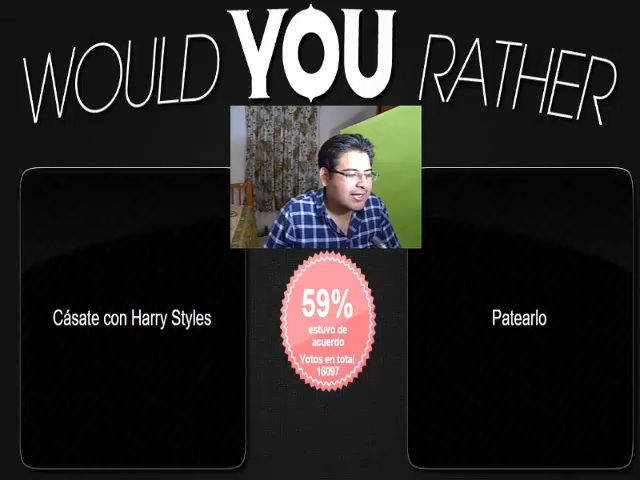 WOULD YOU RATHER
Cásate con Harry Styles
59%
estuvo de
acuerdo
Votos en total
16097
Patearlo